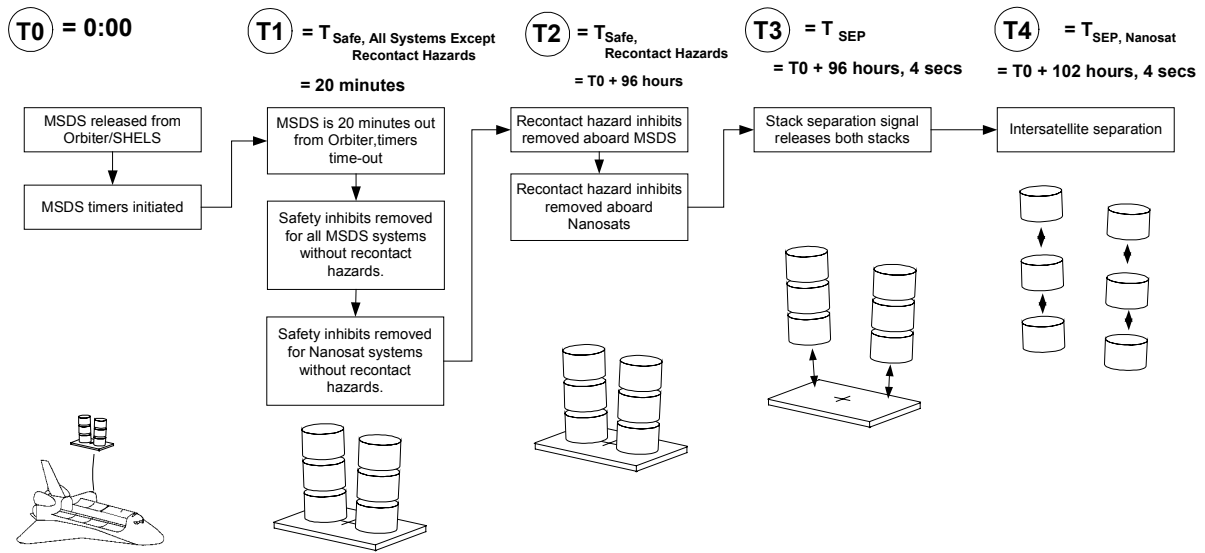 T0 = 0:00
MSDS released from
Orbiter/SHELS
MSDS timers initiated
T1 = T Safe, All Systems Except
Recontact Hazards
= 20 minutes
MSDS is 20 minutes out
from Orbiter,timers
time-out
Safety inhibits removed
for all MSDS systems
without recontact
hazards.
Safety inhibits removed
for Nanosat systems
without recontact
hazards.
T2 = TSafe,
Recontact Hazards
= T0 + 96 hours
Recontact hazard inhibits
removed aboard MSDS
Recontact hazard inhibits
removed aboard
Nanosats
T3 = T SEP
= T0 + 96 hours, 4 secs
Stack separation signal
releases both stacks
T4 = TSEP, Nanosat
= T0 + 102 hours, 4 secs
Intersatellite separation